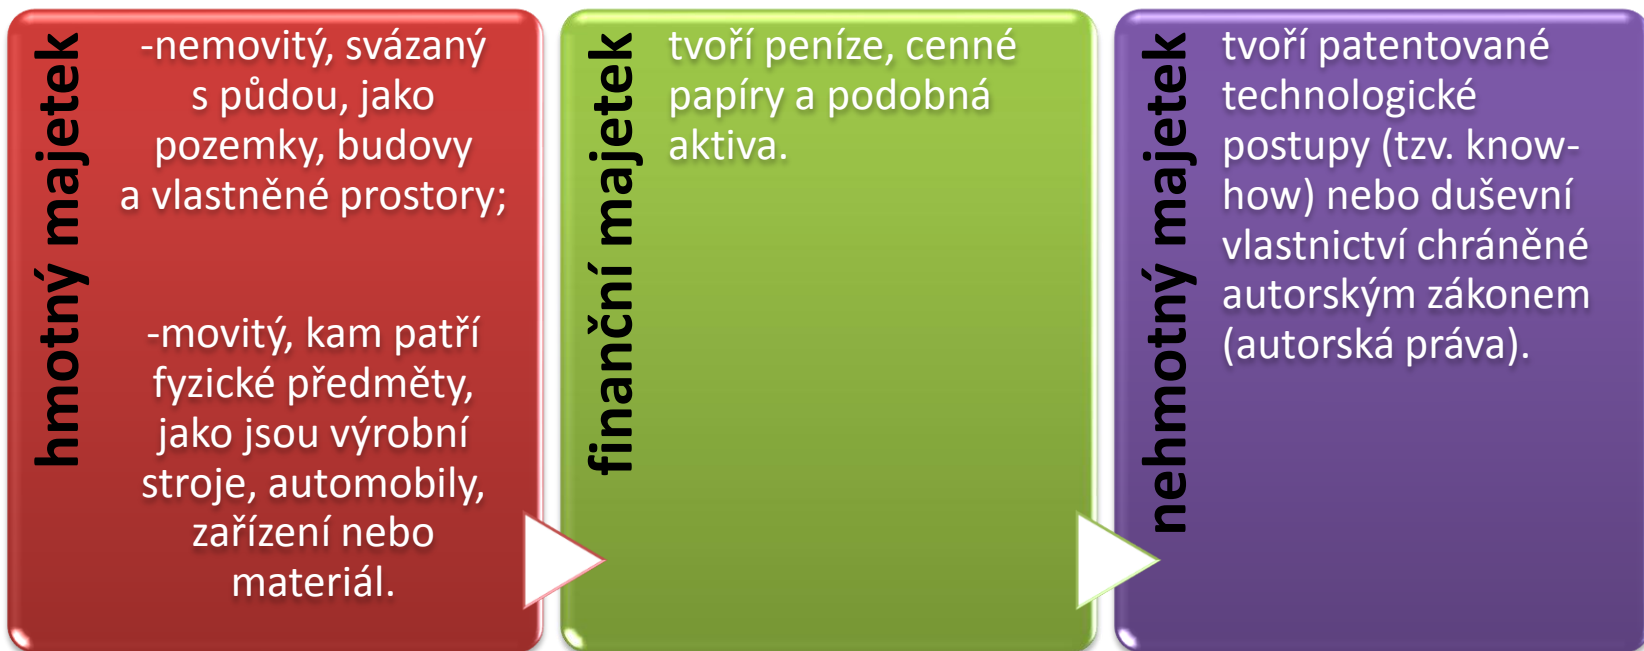 hmotný majetek
-nemovitý, svázaný
s půdou, jako
pozemky, budovy
a vlastněné prostory;
-movitý, kam patří
fyzické předměty,
jako jsou výrobní
stroje, automobily,
zařízení nebo
materiál.
finanční majetek
tvoří peníze, cenné
papíry a podobná
aktiva.
nehmotný majetek
tvoří patentované
technologické
postupy (tzv. know-
how) nebo duševní
vlastnictví chráněné
autorským zákonem
(autorská práva).